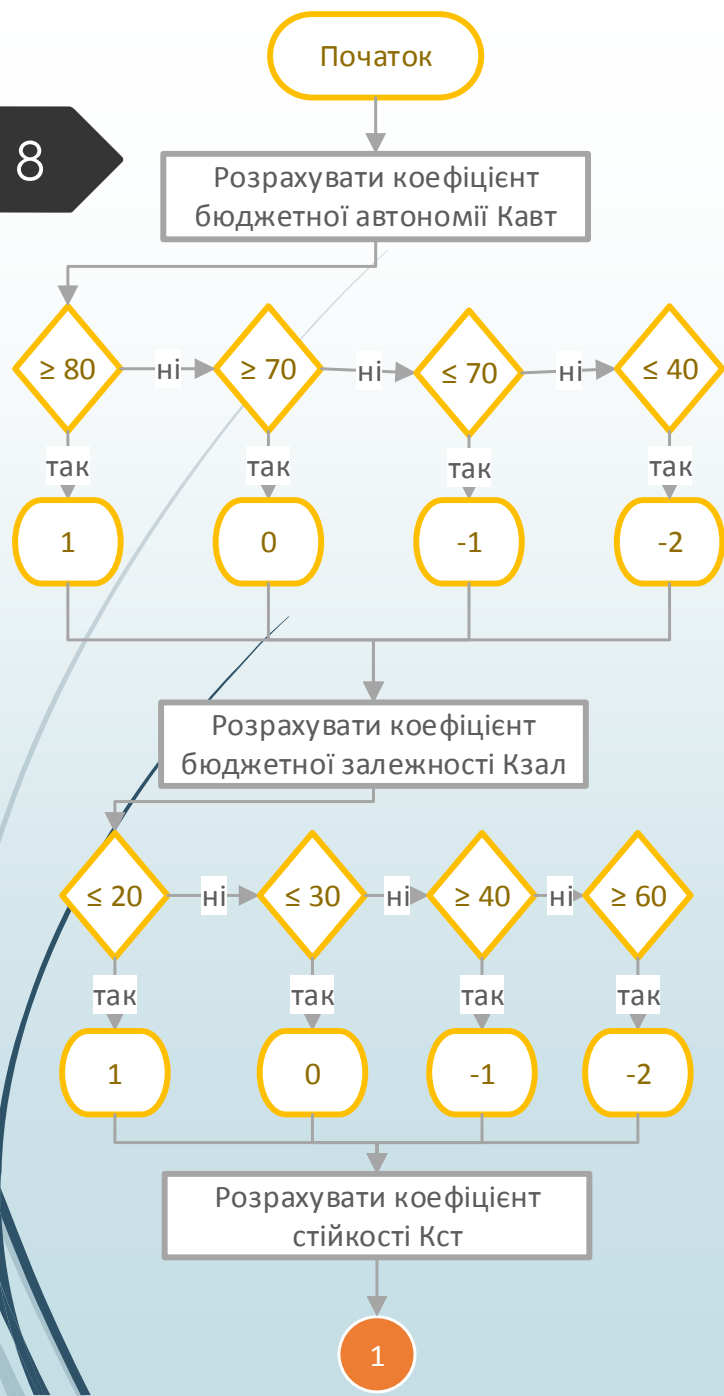 Початок
8
Розрахувати коефіцієнт
бюджетної автономії Кавт
≥ 80 ні ≥ 70 ні ≤ 70 ні ≤ 40
так так так так
1 0 -1 -2
Розрахувати коефіцієнт
бюджетної залежності Кзал
≤ 20 ні ≤ 30 ні ≥ 40 ні ≥ 60
так так так так
1 0 -1 -2
Розрахувати коефіцієнт
стійкості Кст
1